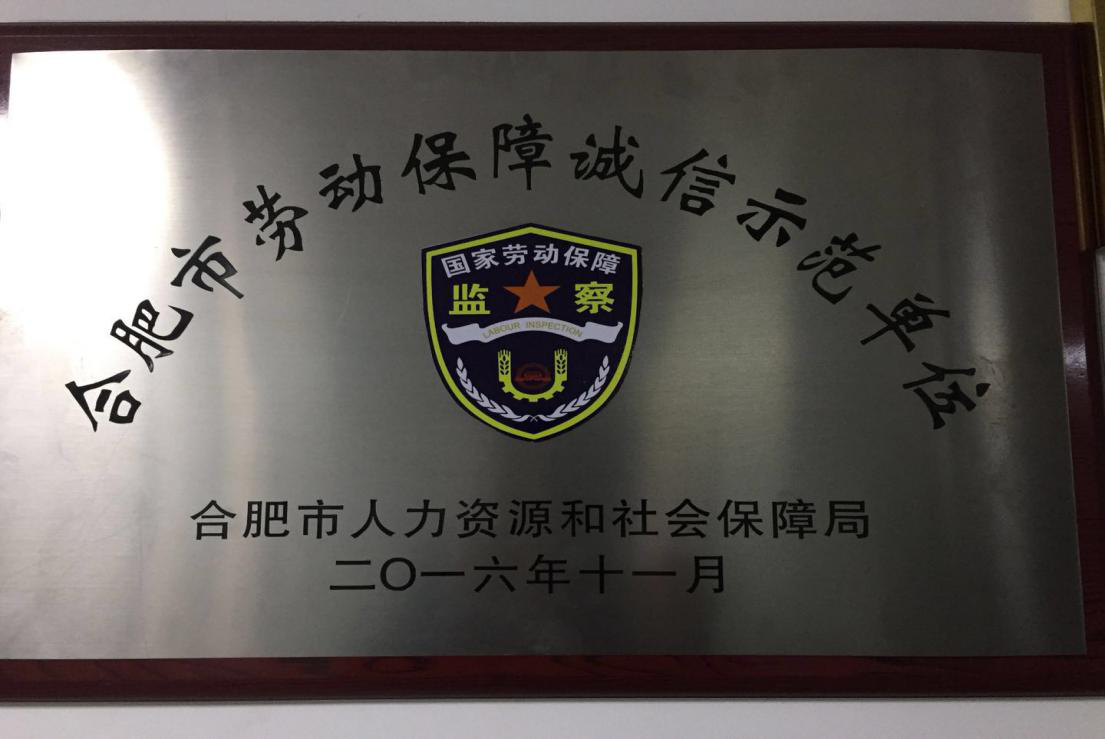 合肥市劳动保障诚信示范单位
国家劳动保障
监察
LABOUR INSPECTION
合肥市人力资源和社会保障局
二〇一六年十一月